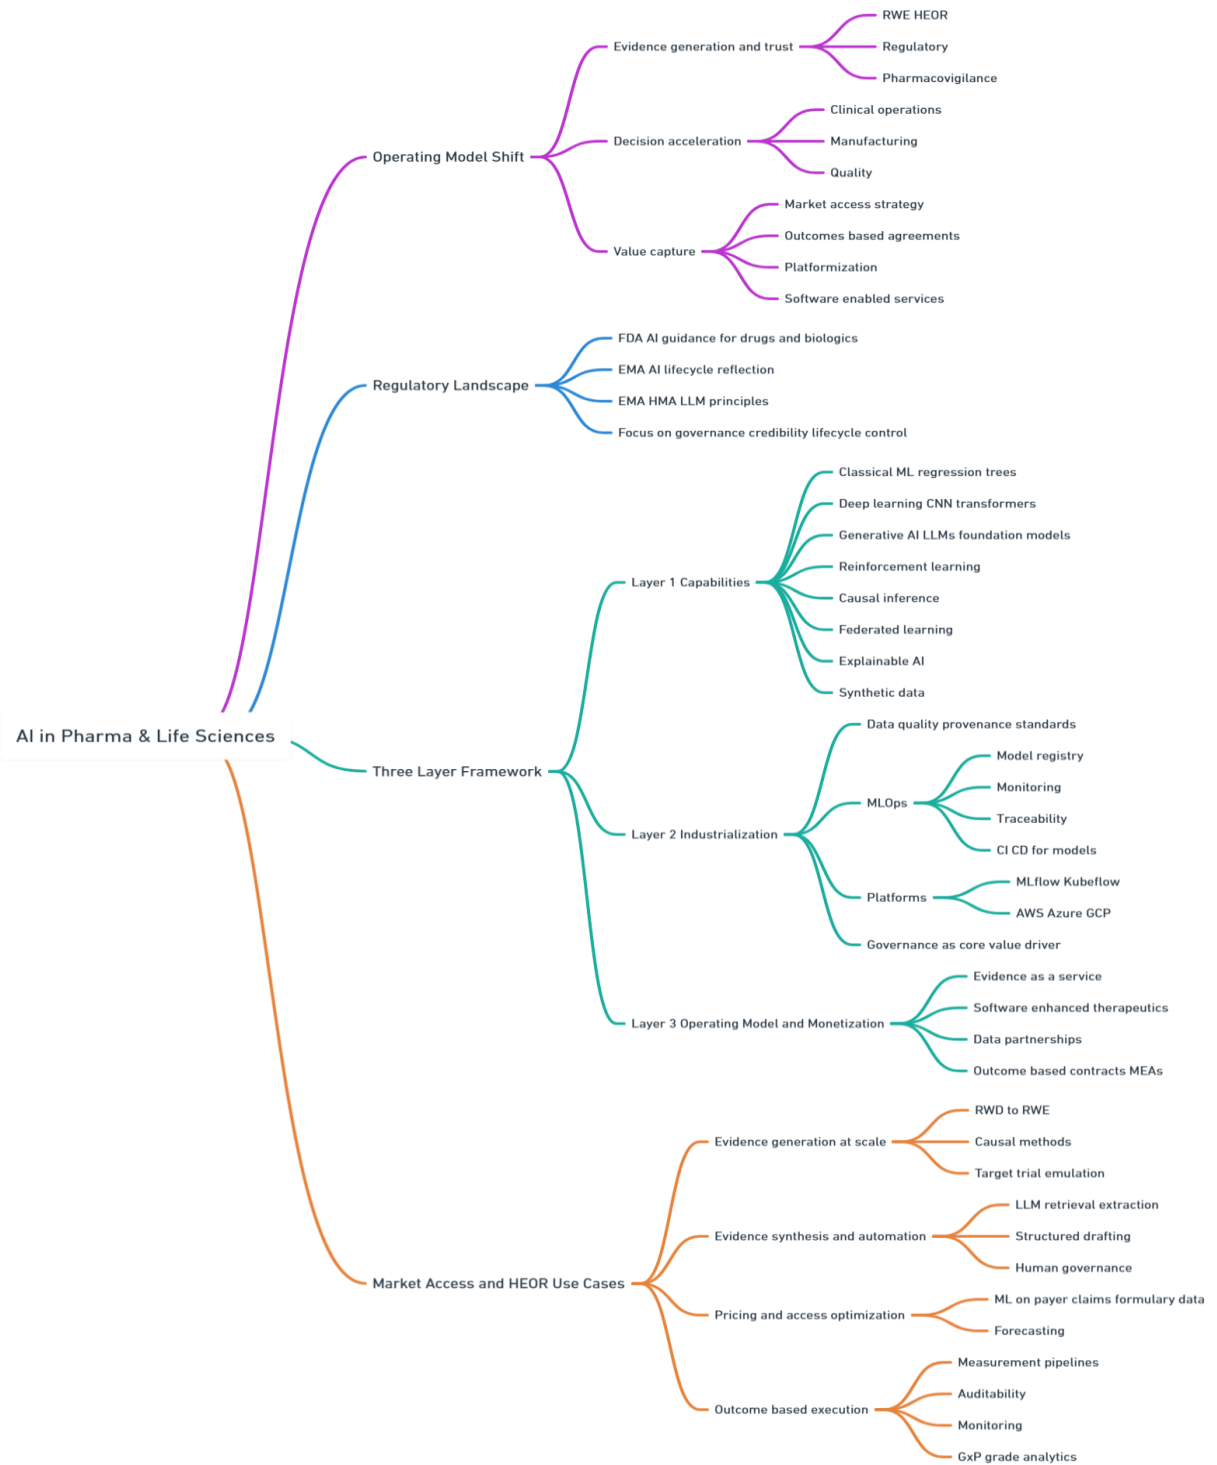 AI in Pharma & Life Sciences
Operating Model Shift
Evidence generation and trust
RWE HEOR
Regulatory
Pharmacovigilance
Decision acceleration
Clinical operations
Manufacturing
Quality
Value capture
Market access strategy
Outcomes based agreements
Platformization
Software enabled services
Regulatory Landscape
FDA AI guidance for drugs and biologics
EMA AI lifecycle reflection
EMA HMA LLM principles
Focus on governance credibility lifecycle control
Three Layer Framework
Layer 1 Capabilities
Classical ML regression trees
Deep learning CNN transformers
Generative AI LLMs foundation models
Reinforcement learning
Causal inference
Federated learning
Explainable AI
Synthetic data
Layer 2 Industrialization
Data quality provenance standards
MLOps
Model registry
Monitoring
Traceability
CI CD for models
Platforms
MLflow Kubeflow
AWS Azure GCP
Governance as core value driver
Layer 3 Operating Model and Monetization
Evidence as a service
Software enhanced therapeutics
Data partnerships
Outcome based contracts MEAs
Market Access and HEOR Use Cases
Evidence generation at scale
RWD to RWE
Causal methods
Target trial emulation
Evidence synthesis and automation
LLM retrieval extraction
Structured drafting
Human governance
Pricing and access optimization
ML on payer claims formulary data
Forecasting
Outcome based execution
Measurement pipelines
Auditability
Monitoring
GxP grade analytics